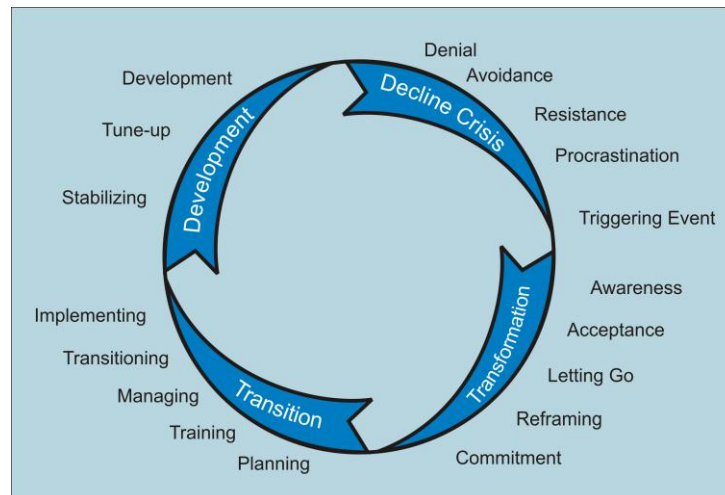 Denial
Avoidance
Resistance
Procrastination
Triggering Event
Decline Crisis
Awareness
Acceptance
Letting Go
Reframing
Commitment
Transformation
Planning
Training
Managing
Transitioning
Implementing
Transition
Stabilizing
Tune-up
Development
Development